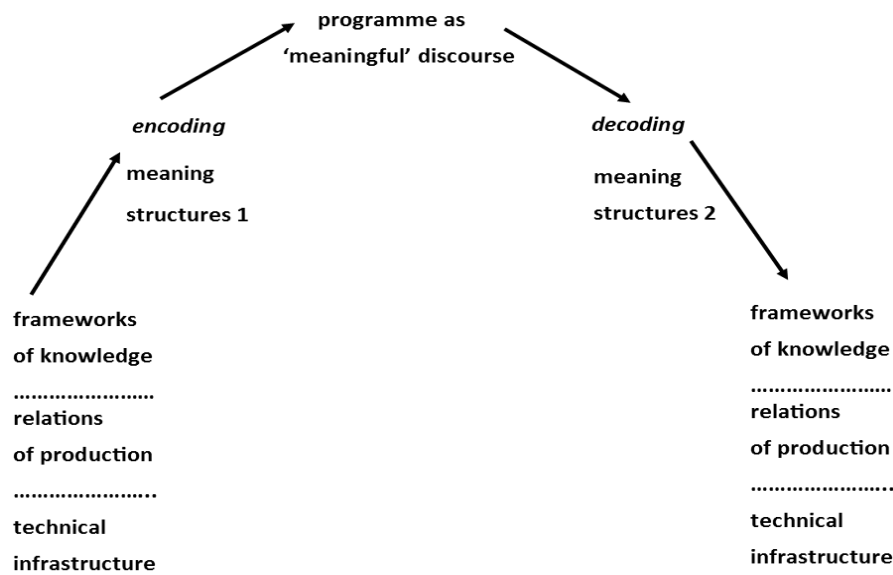 programme as
‘meaningful’ discourse
encoding
meaning
structures 1
decoding
meaning
structures 2
frameworks
of knowledge
……………………
relations
of production
……………………..
technical
infrastructure
frameworks
of knowledge
……………………
relations
of production
……………………..
technical
infrastructure